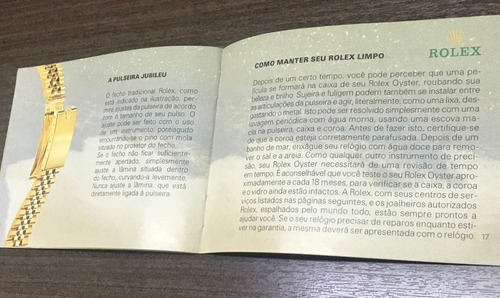 A PULSEIRA JUBILEU
O fecho tradicional Rolex, como
está indicado na ilustração, per-
mite ajustes da pulseira de acordo
com o tamanho do seu pulso. O
ajuste pode ser feito com o uso
de um instrumento pontiagudo
empurrando-se o pino com mola
situado no protetor do fecho.
Se o fecho não ficar suficiente-
mente apertado, simplesmente
ajuste a lâmina situada dentro
do fecho, curvando-a levemente.
Nunca ajuste a lâmina, que está
diretamente ligada à pulseira.
ROLEX
COMO MANTER SEU ROLEX LIMPO
Depois de um certo tempo, você pode perceber que uma pe-
lícula se formará na caixa de seu Rolex Oyster, roubando sua
beleza e brilho. Sujeira e fuligem podem também se instalar entre
as articulações da pulseira e agir, literalmente, como uma lixa, des-
gastando o metal. Isto pode ser resolvido simplesmente com uma
lavagem periódica com água morna, usando uma escova ma-
cia na pulseira, caixa e coroa. Antes de fazer isto, certifique-se
de que a coroa esteja corretamente parafusada. Depois de um
banho de mar, enxágue seu relógio com água doce para remo-
ver o sal e a areia. Como qualquer outro instrumento de preci-
são, seu Rolex Oyster necessitará de uma revisão de tempo
em tempo. É aconselhável que você teste o seu Rolex Oyster apro-
ximadamente a cada 18 meses, para verificar se a caixa, a coroa
e o vidro ainda estão intactos. A Rolex, com seus centros de ser-
viços listados nas páginas seguintes, e os joalheiros autorizados
Rolex, espalhados pelo mundo todo, estão sempre prontos a
ajudar você. Se o seu relógio precisar de reparos enquanto esti-
ver na garantia, a mesma deverá ser apresentada com o relógio. 17